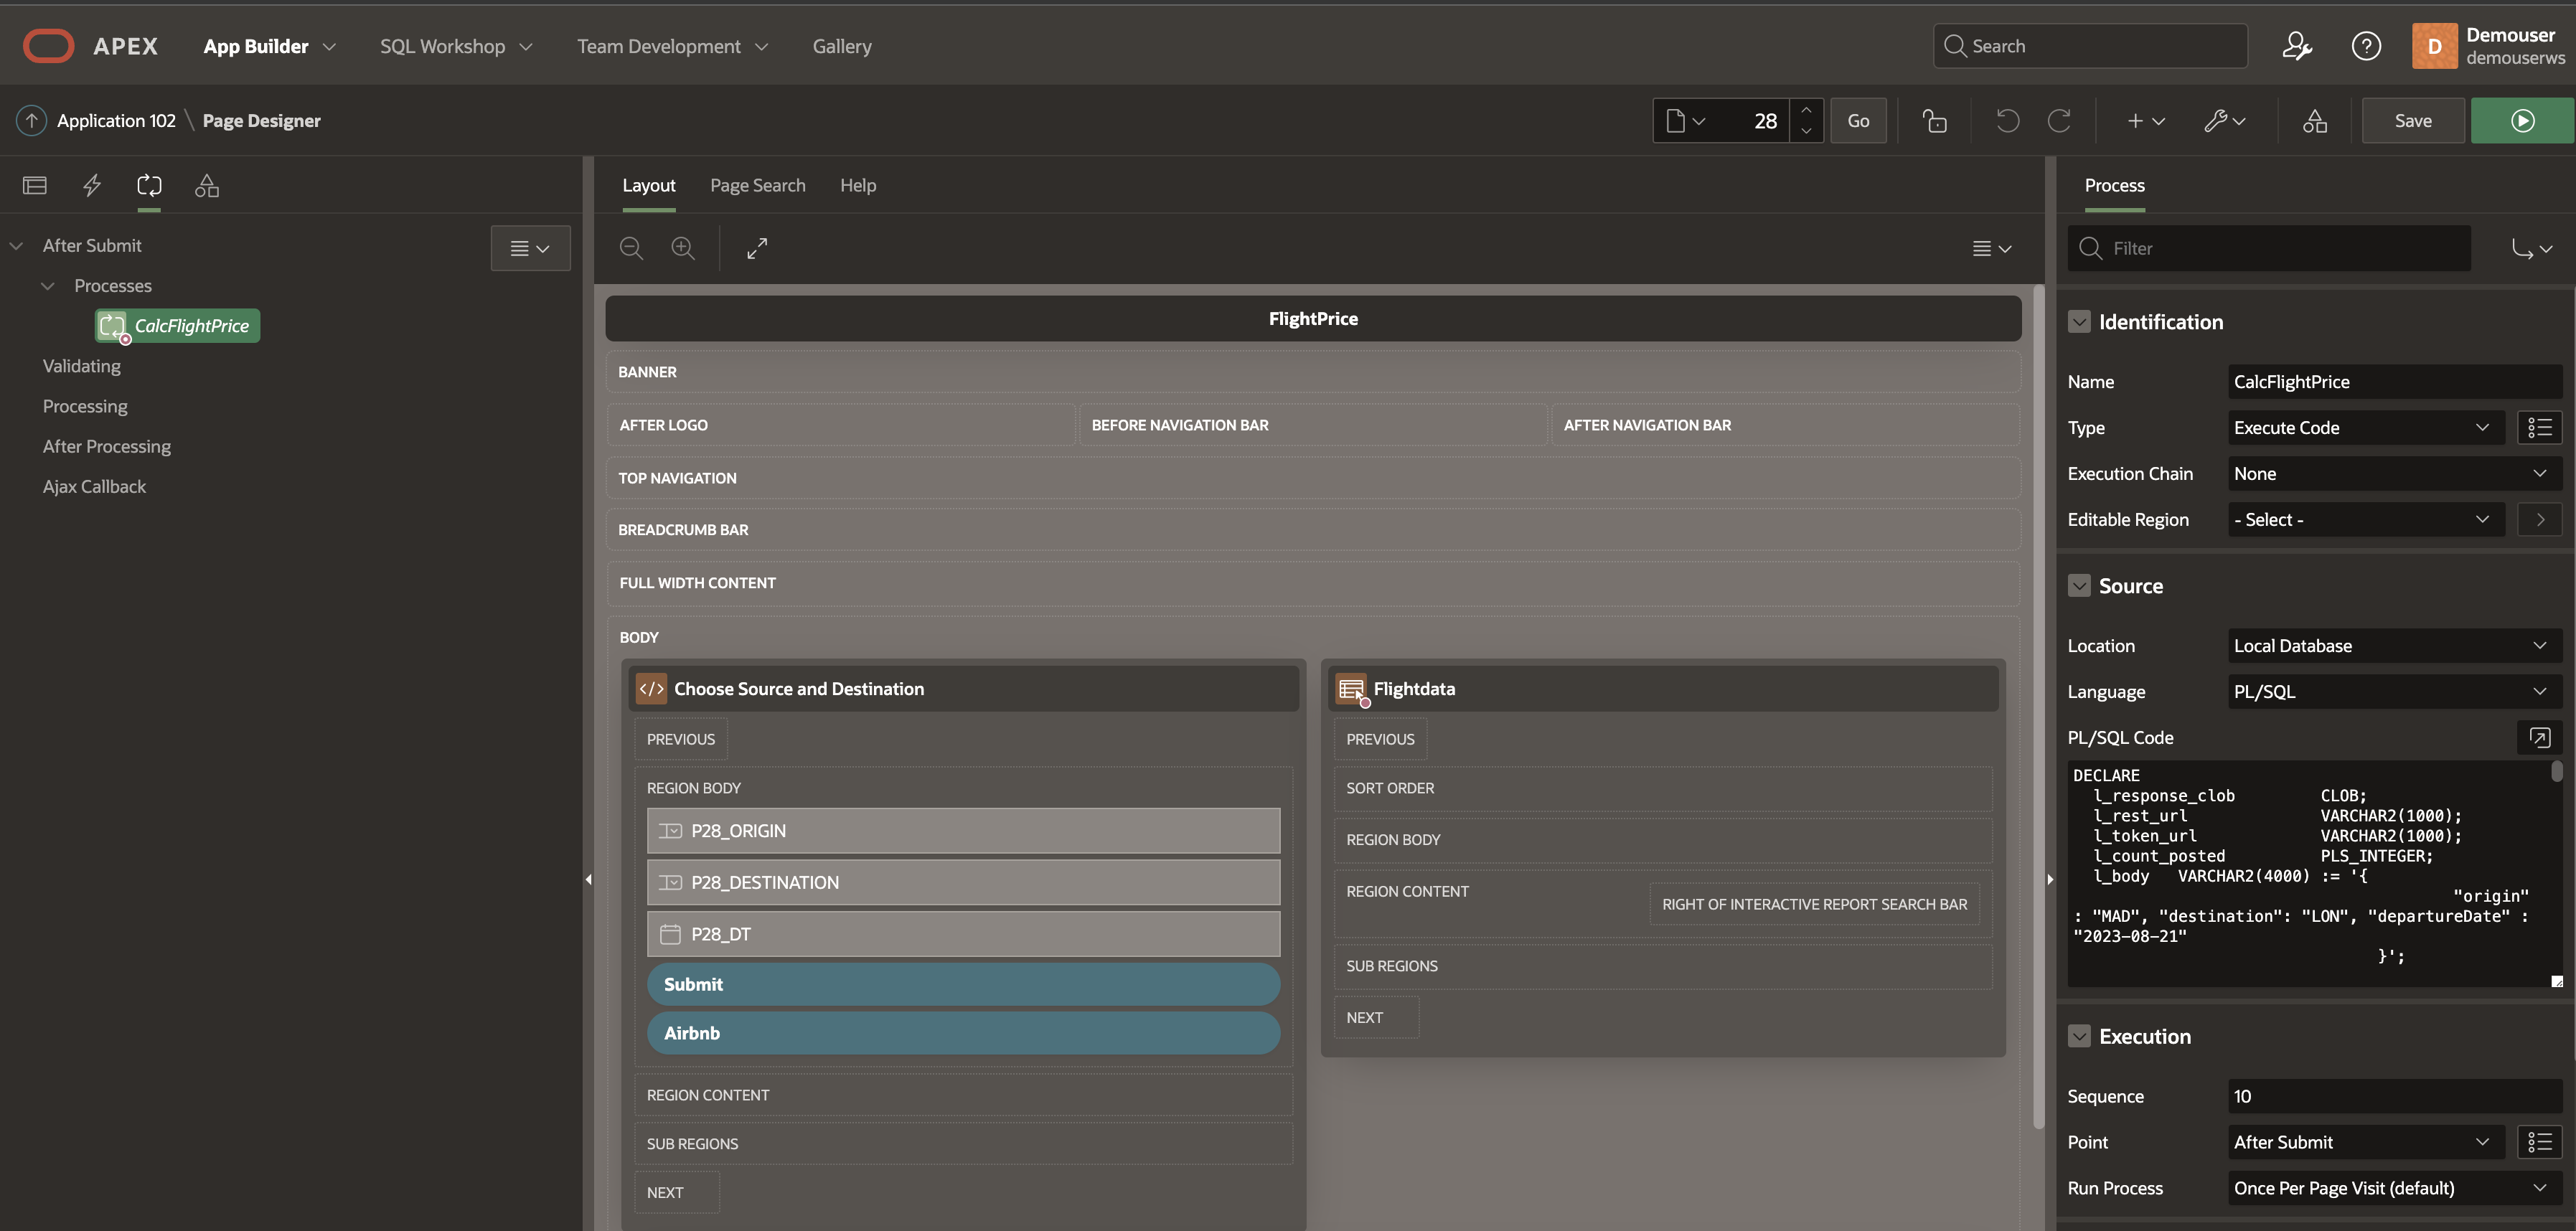 APEX App Builder SQL Workshop Team Development Gallery Search D Demouser
demouserws
Application 102 \ Page Designer 28 Go Save
After Submit
Processes
CalcFlightPrice
Validating
Processing
After Processing
Ajax Callback
Layout Page Search Help
FlightPrice
BANNER
AFTER LOGO BEFORE NAVIGATION BAR AFTER NAVIGATION BAR
TOP NAVIGATION
BREADCRUMB BAR
FULL WIDTH CONTENT
BODY
Choose Source and Destination
PREVIOUS
REGION BODY
P28_ORIGIN
P28_DESTINATION
P28_DT
Submit
Airbnb
REGION CONTENT
SUB REGIONS
NEXT
Flightdata
PREVIOUS
SORT ORDER
REGION BODY
REGION CONTENT
RIGHT OF INTERACTIVE REPORT SEARCH BAR
SUB REGIONS
NEXT
Process
Filter
Identification
Name CalcFlightPrice
Type Execute Code
Execution Chain None
Editable Region - Select -
Source
Location Local Database
Language PL/SQL
PL/SQL Code
DECLARE
l_response_clob CLOB;
l_rest_url VARCHAR2(1000);
l_token_url VARCHAR2(1000);
l_count_posted PLS_INTEGER;
l_body VARCHAR2(4000) := '{
"origin"
: "MAD", "destination": "LON", "departureDate" :
"2023-08-21"
}';
Execution
Sequence 10
Point After Submit
Run Process Once Per Page Visit (default)